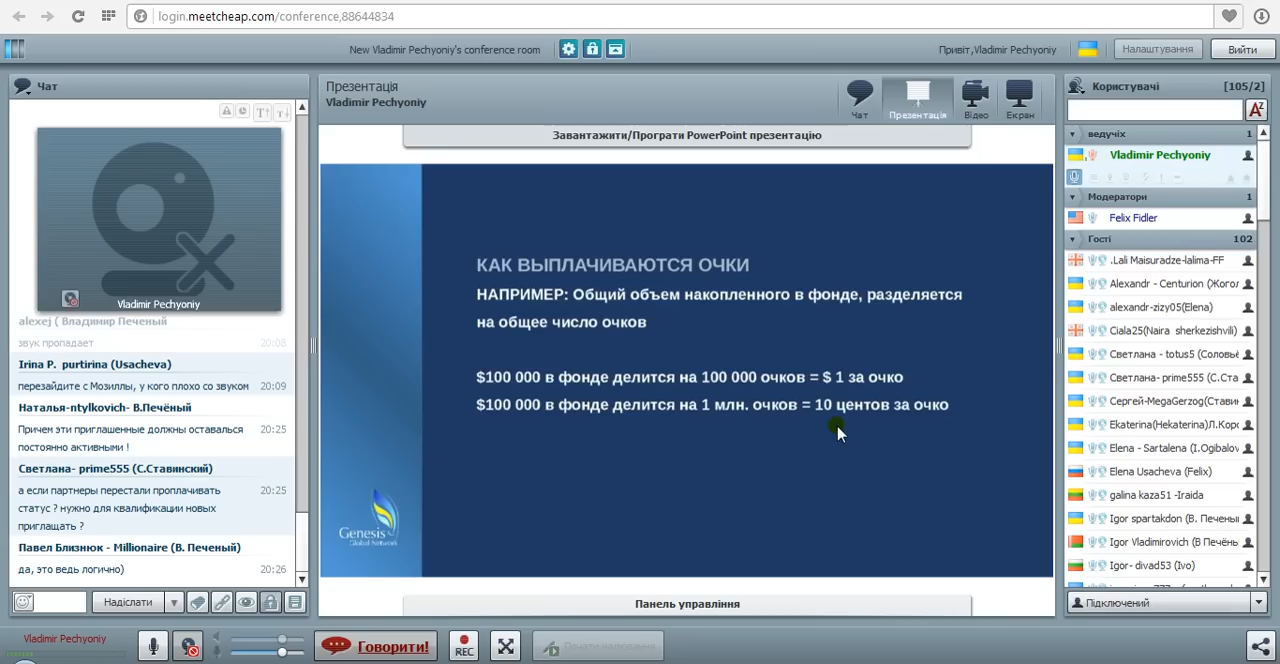 login.meetcheap.com/conference,88644834
New Vladimir Pechyoniy's conference room
Привіт,Vladimir Pechyoniy
Налаштування
Вийти
Чат
Vladimir Pechyoniy
alexej ( Владимир Печеный
звук пропадает 20:08
Irina P. purtirina (Usacheva)
перезайдите с Мозиллы, у кого плохо со звуком 20:09
Наталья-ntylkovich- В.Печёный
Причем эти приглашенные должны оставалься 20:25
постоянно активными !
Светлана- prime555 (С.Ставинский)
а если партнеры перестали проплачивать 20:25
статус ? нужно для квалификации новых
приглашать ?
Павел Близнюк - Millionaire (В. Печеный)
да, это ведь логично) 20:26
Надіслати
Презентація
Vladimir Pechyoniy
Чат
Презентація
Відео
Екран
Завантажити/Програти PowerPoint презентацію
КАК ВЫПЛАЧИВАЮТСЯ ОЧКИ
НАПРИМЕР: Общий объем накопленного в фонде, разделяется
на общее число очков
$100 000 в фонде делится на 100 000 очков = $ 1 за очко
$100 000 в фонде делится на 1 млн. очков = 10 центов за очко
Genesis
Global Network
Панель управління
Користувачі [105/2]
ведучіх 1
Vladimir Pechyoniy
Модератори 1
Felix Fidler
Гості 102
.Lali Maisuradze-lalima-FF
Alexandr - Centurion (Жогол
alexandr-zizy05(Elena)
Ciala25(Naira sherkezishvili)
Светлана - totus5 (Соловьё
Светлана- prime555 (С.Ста
Сергей-MegaGerzog(Стави
Ekaterina(Hekaterina)Л.Кор
Elena - Sartalena (I.Ogibalov
Elena Usacheva (Felix)
galina kaza51 -Iraida
Igor spartakdon (В. Печены
Igor Vladimirovich (В Печёнь
Igor- divad53 (Ivo)
Підключений
Vladimir Pechyoniy
Говорити!
REC